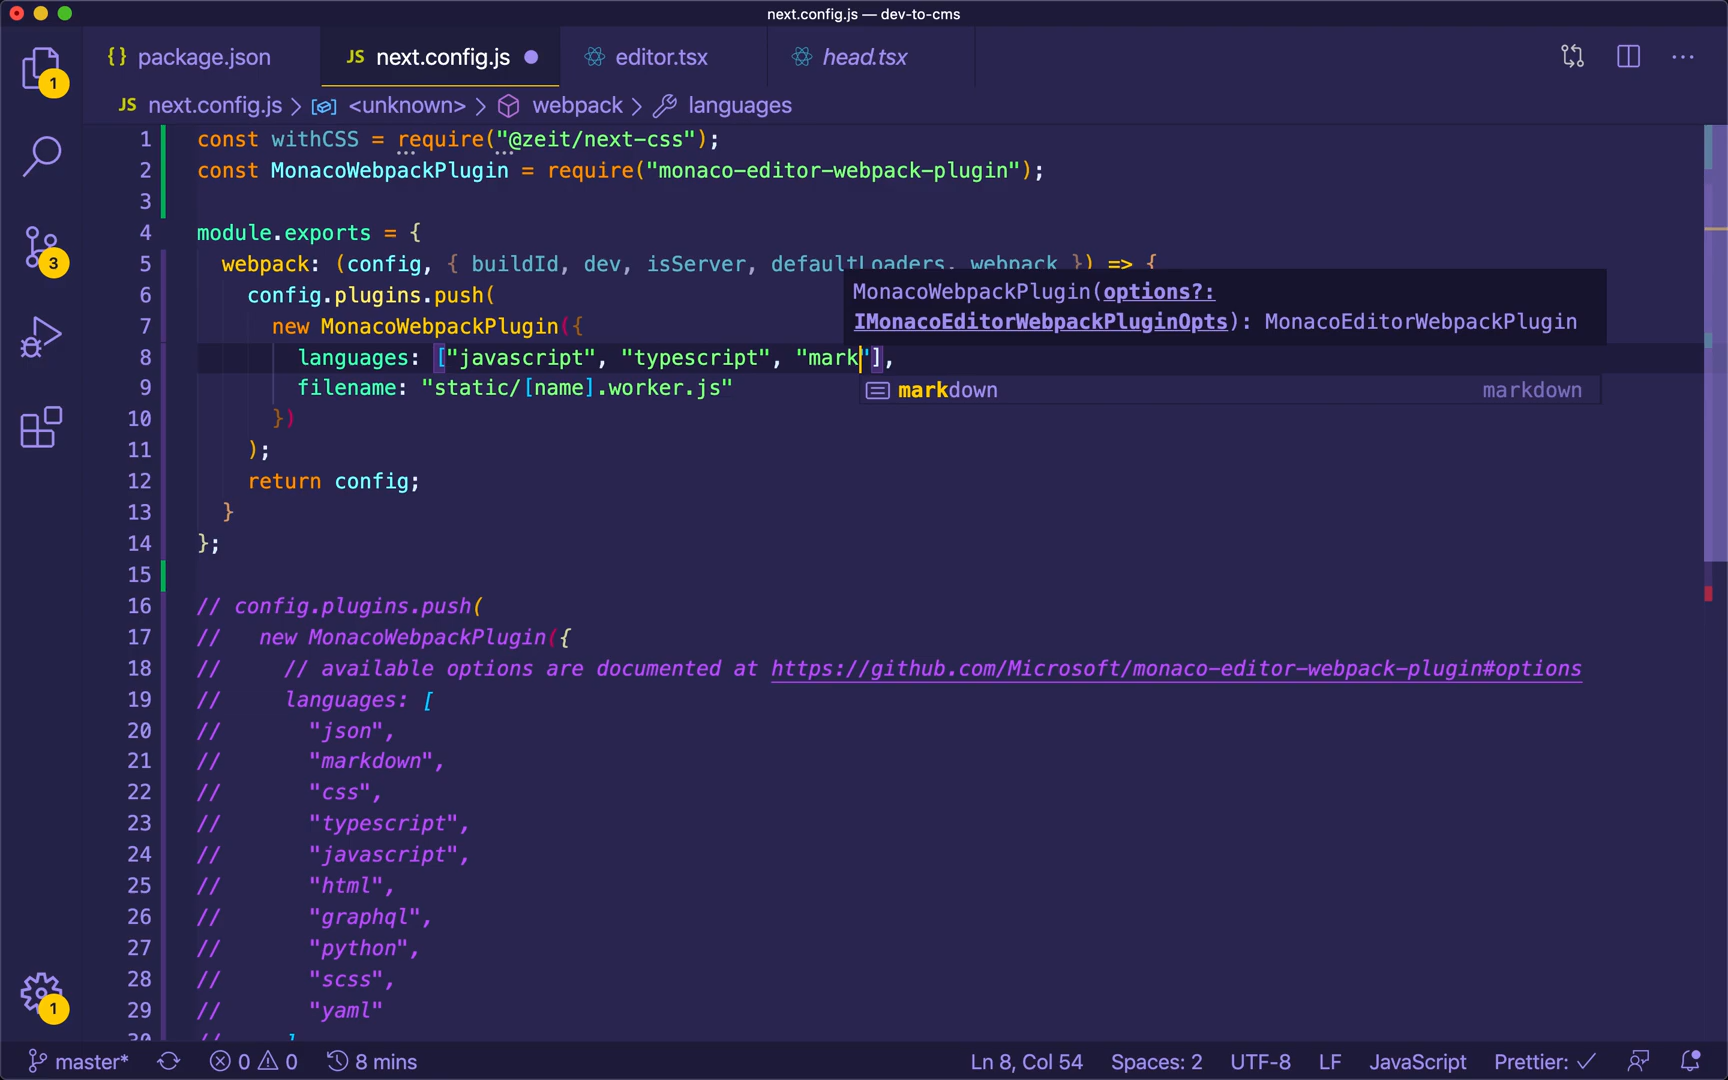 next.config.js — dev-to-cms
{} package.json
JS next.config.js
editor.tsx
head.tsx
JS next.config.js > <unknown> > webpack > languages
1 const withCSS = require("@zeit/next-css");
2 const MonacoWebpackPlugin = require("monaco-editor-webpack-plugin");
3
4 module.exports = {
5 webpack: (config, { buildId, dev, isServer, defaultLoaders, webpack }) => {
6 config.plugins.push(
MonacoWebpackPlugin(options?:
IMonacoEditorWebpackPluginOpts): MonacoEditorWebpackPlugin
7 new MonacoWebpackPlugin({
8 languages: ["javascript", "typescript", "mark"],
markdown markdown
9 filename: "static/[name].worker.js"
10 })
11 );
12 return config;
13 }
14 };
15
16 // config.plugins.push(
17 // new MonacoWebpackPlugin({
18 // // available options are documented at https://github.com/Microsoft/monaco-editor-webpack-plugin#options
19 // languages: [
20 // "json",
21 // "markdown",
22 // "css",
23 // "typescript",
24 // "javascript",
25 // "html",
26 // "graphql",
27 // "python",
28 // "scss",
29 // "yaml"
30 // ]
1
3
1
master* 0 0 8 mins Ln 8, Col 54 Spaces: 2 UTF-8 LF JavaScript Prettier: ✓